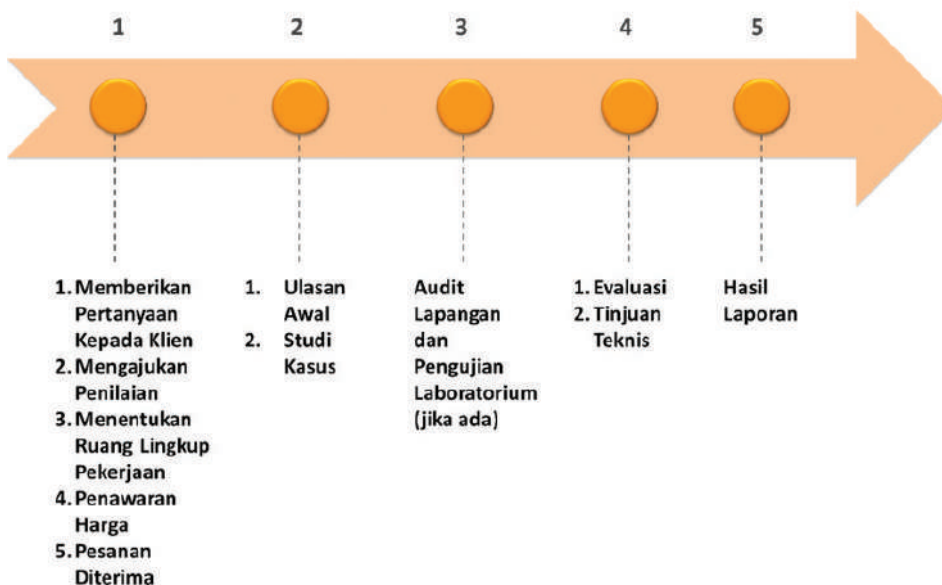 1
2
3
4
5
1. Memberikan
Pertanyaan
Kepada Klien
2. Mengajukan
Penilaian
3. Menentukan
Ruang Lingkup
Pekerjaan
4. Penawaran
Harga
5. Pesanan
Diterima
1. Ulasan
Awal
2. Studi
Kasus
Audit
Lapangan
dan
Pengujian
Laboratorium
(jika ada)
1. Evaluasi
2. Tinjuan
Teknis
Hasil
Laporan